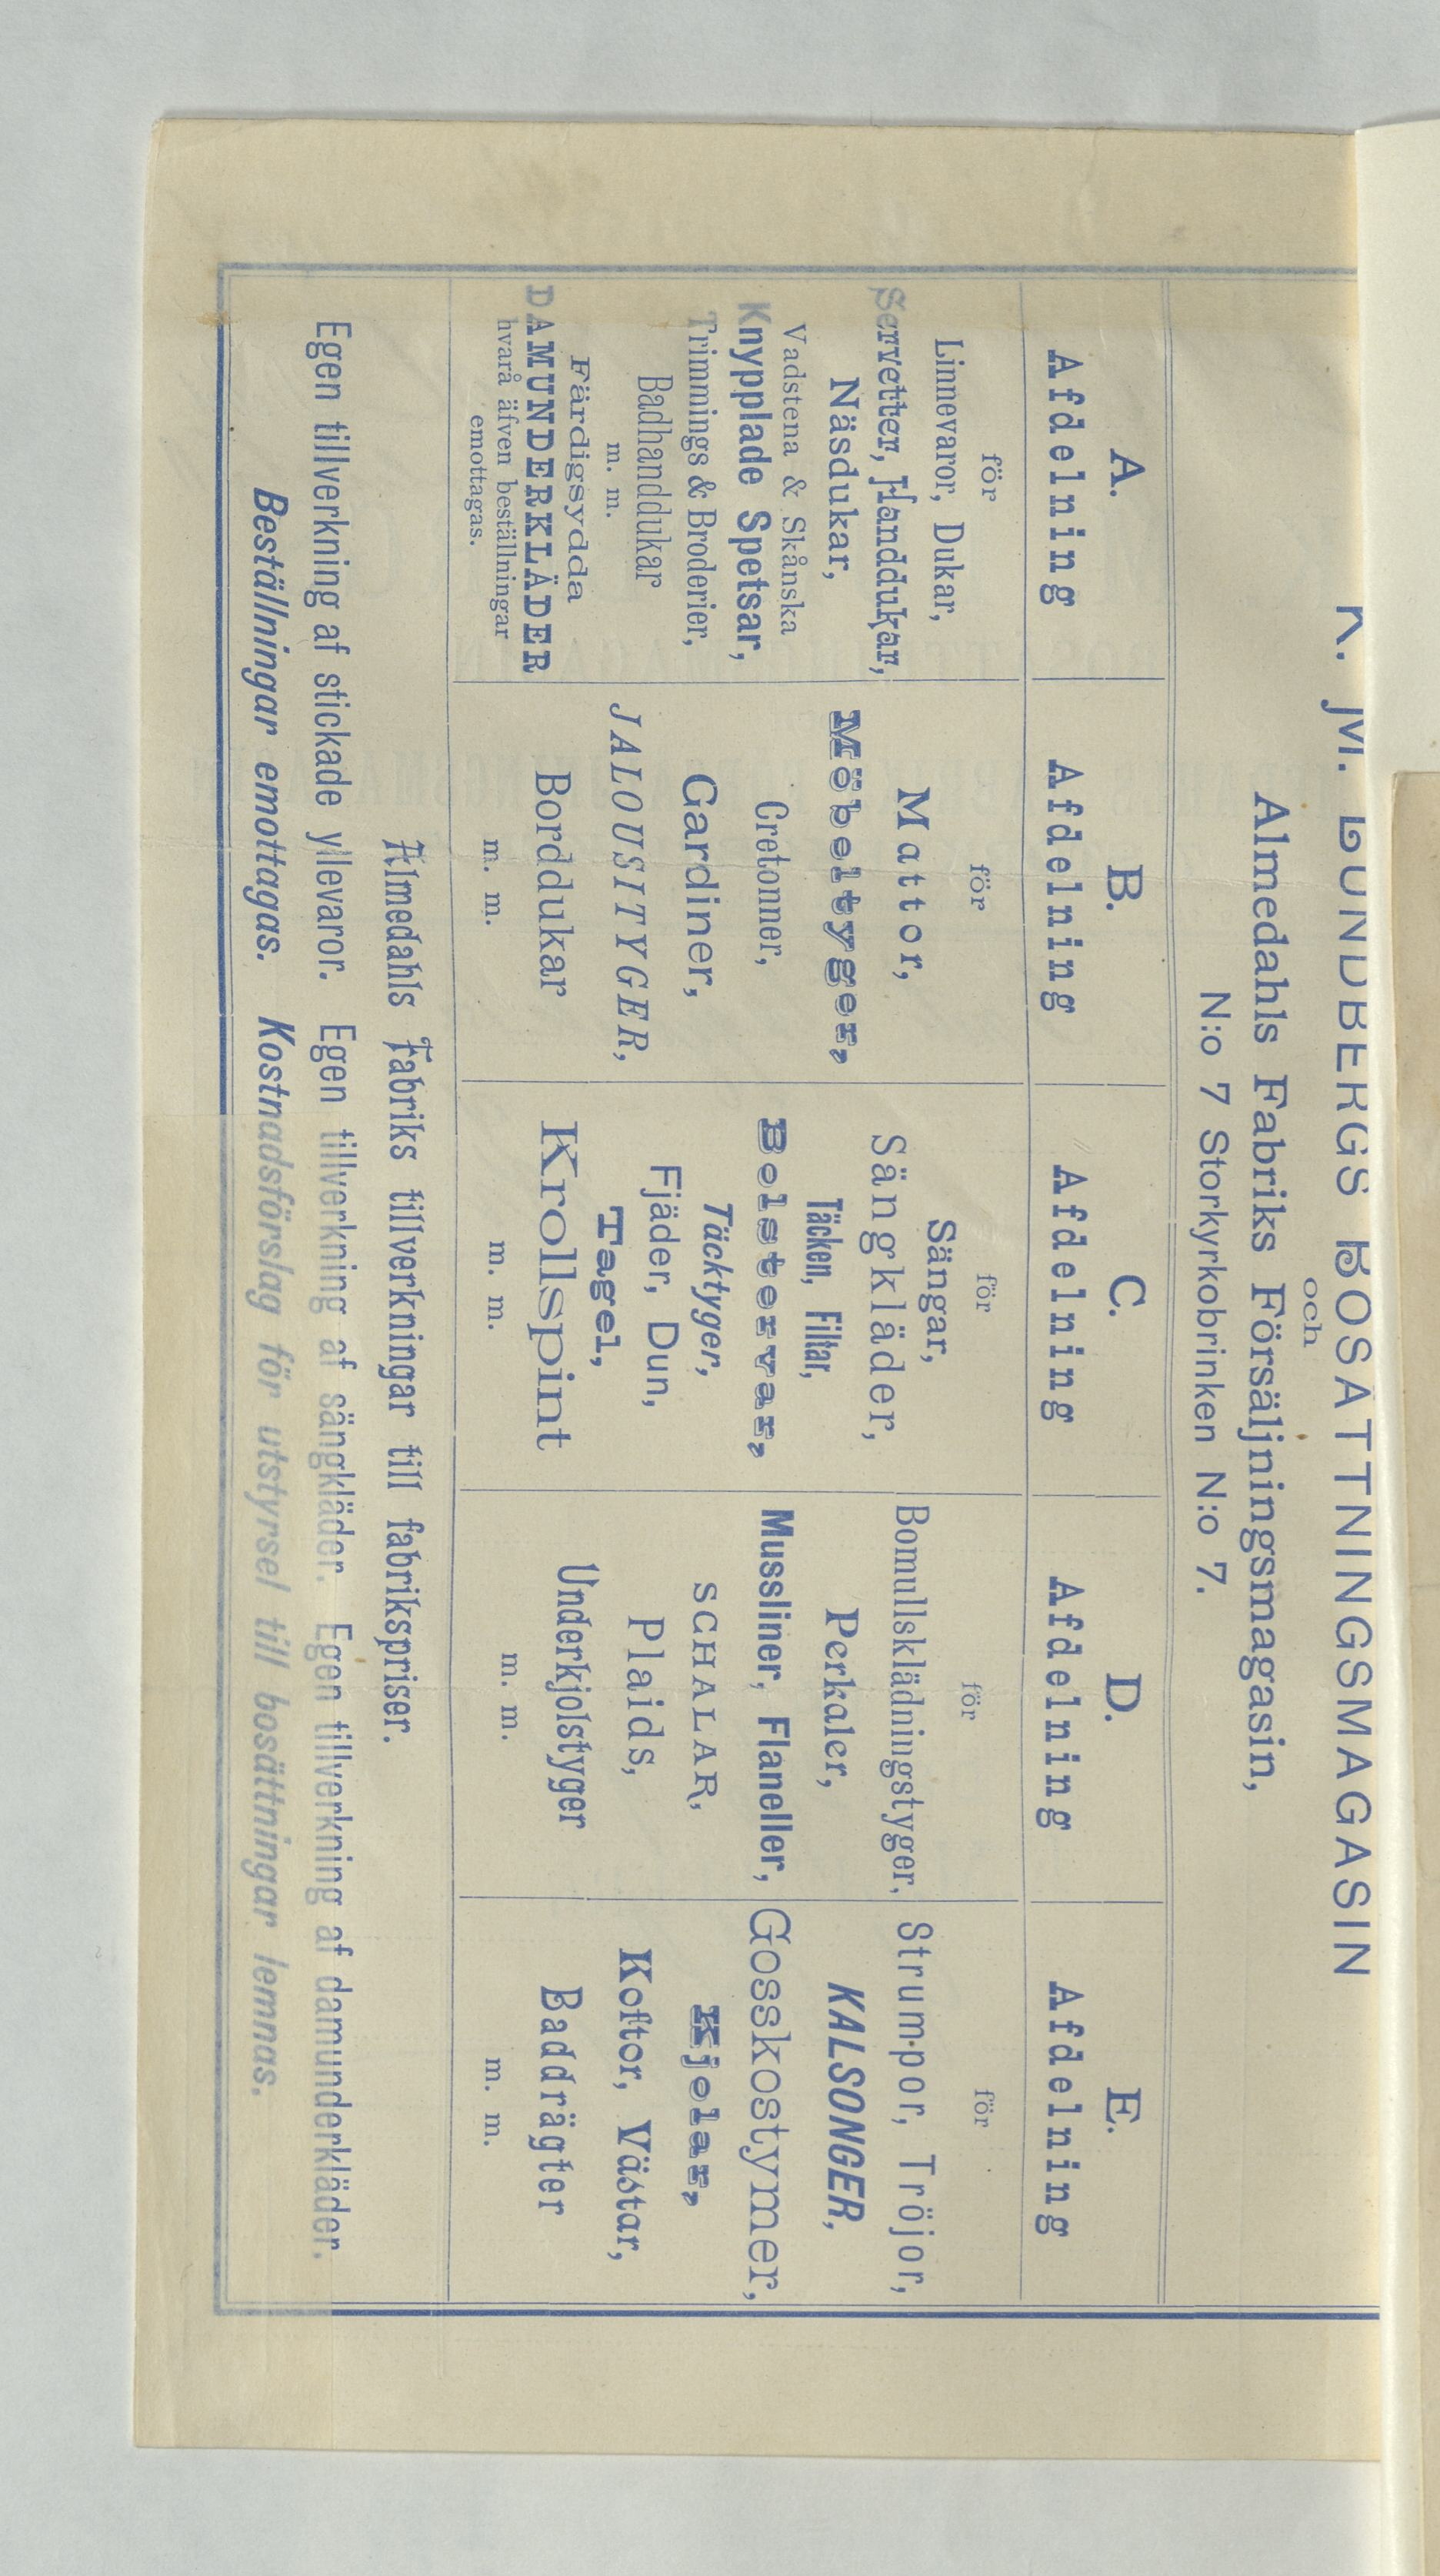 K. M. LUNDBERGS BOSÄTTNINGSMAGASIN
och
Almedahls Fabriks Försäljningsmagasin,
N:o 7 Storkyrkobrinken N:o 7.
A.
Afdelning
för
Linnevaror, Dukar,
Servetter, Handdukar,
Näsdukar,
Vadstena & Skånska
Knypplade Spetsar,
Trimmings & Broderier,
Badhanddukar
m. m.
Färdigsydda
DAMUNDERKLÄDER
hvarå äfven beställningar
emottagas.
B.
Afdelning
för
Mattor,
Möbeltyger,
Cretonner,
Gardiner,
JALOUSITYGER,
Borddukar
m. m.
C.
Afdelning
för
Sängar,
Sängkläder,
Täcken, Filtar,
Bolstervar,
Täcktyger,
Fjäder, Dun,
Tagel,
Krollspint
m. m.
D.
Afdelning
för
Bomullsklädningstyger,
Perkaler,
Mussliner, Flaneller,
SCHALAR,
Plaids,
Underkjolstyger
m. m.
E.
Afdelning
för
Strumpor, Tröjor,
KALSONGER,
Gosskostymer,
Kjolar,
Koftor, Västar,
Baddrägter
m. m.
Almedahls Fabriks tillverkningar till fabrikspriser.
Egen tillverkning af stickade yllevaror. Egen tillverkning af sängkläder. Egen tillverkning af damunderkläder.
Beställningar emottagas. Kostnadsförslag för utstyrsel till bosättningar lemnas.